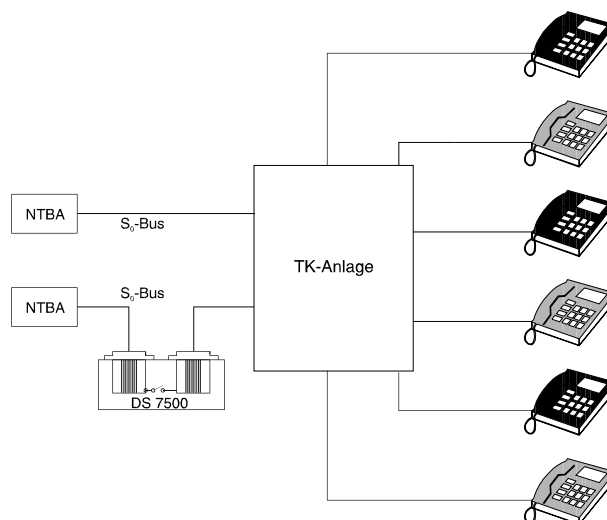 NTBA
S₀-Bus
TK-Anlage
NTBA
S₀-Bus
DS 7500